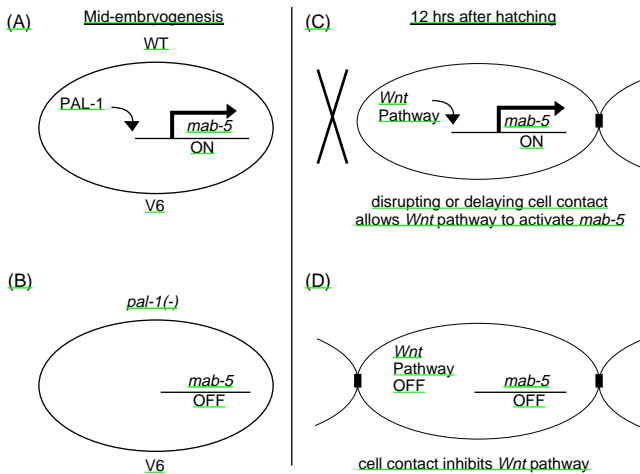 Mid-embryogenesis
(A)
WT
PAL-1
mab-5
ON
V6
(B)
pal-1(-)
mab-5
OFF
V6
12 hrs after hatching
(C)
Wnt
Pathway
mab-5
ON
disrupting or delaying cell contact
allows Wnt pathway to activate mab-5
(D)
Wnt
Pathway
OFF
mab-5
OFF
cell contact inhibits Wnt pathway